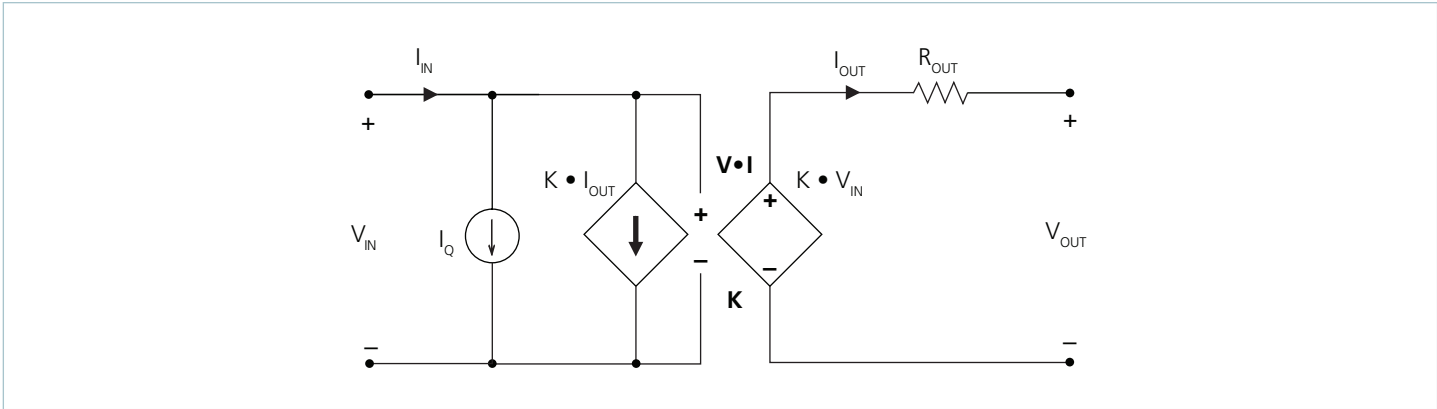 I_IN
I_OUT
R_OUT
+
+
V•I
K • I_OUT
K • V_IN
+
+
V_IN
I_Q
V_OUT
–
–
K
–
–